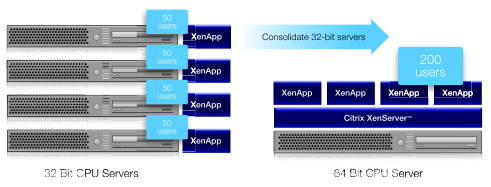 50
users
XenApp
50
users
XenApp
50
users
XenApp
50
users
XenApp
32 Bit CPU Servers
Consolidate 32-bit servers
200
users
XenApp XenApp XenApp XenApp
Citrix XenServer™
64 Bit CPU Server